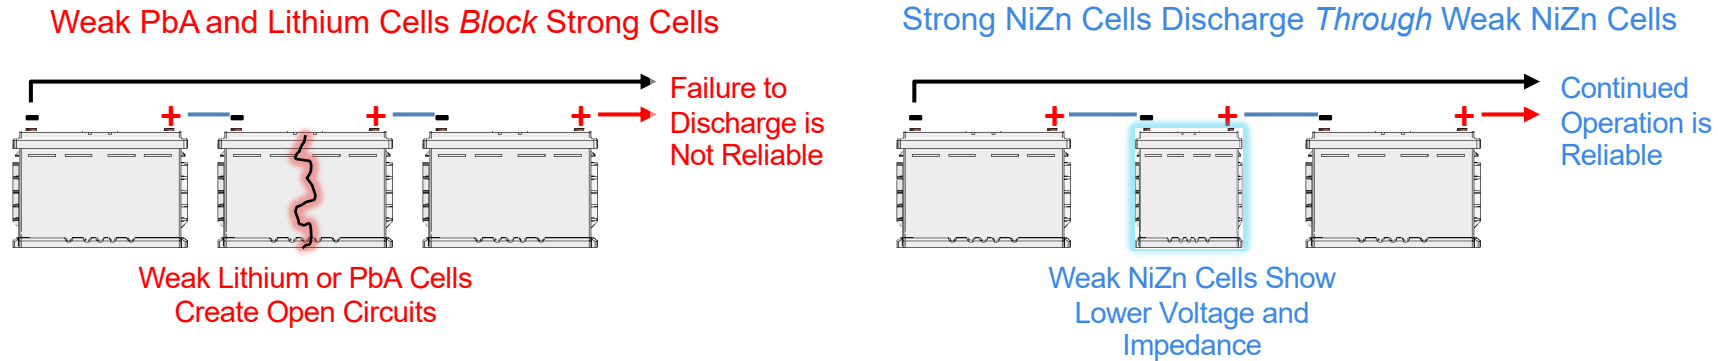 Weak PbA and Lithium Cells Block Strong Cells
- + - + - +
Failure to
Discharge is
Not Reliable
Weak Lithium or PbA Cells
Create Open Circuits
Strong NiZn Cells Discharge Through Weak NiZn Cells
- + - + - +
Continued
Operation is
Reliable
Weak NiZn Cells Show
Lower Voltage and
Impedance